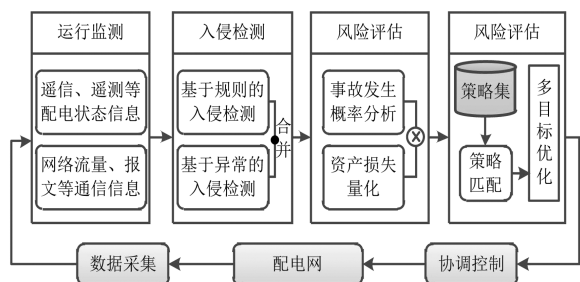 运行监测
遥信、遥测等
配电状态信息
网络流量、报
文等通信信息
入侵检测
基于规则的
入侵检测
基于异常的
入侵检测
合并
风险评估
事故发生
概率分析
资产损失
量化
风险评估
策略集
策略
匹配
多目标优化
数据采集
配电网
协调控制